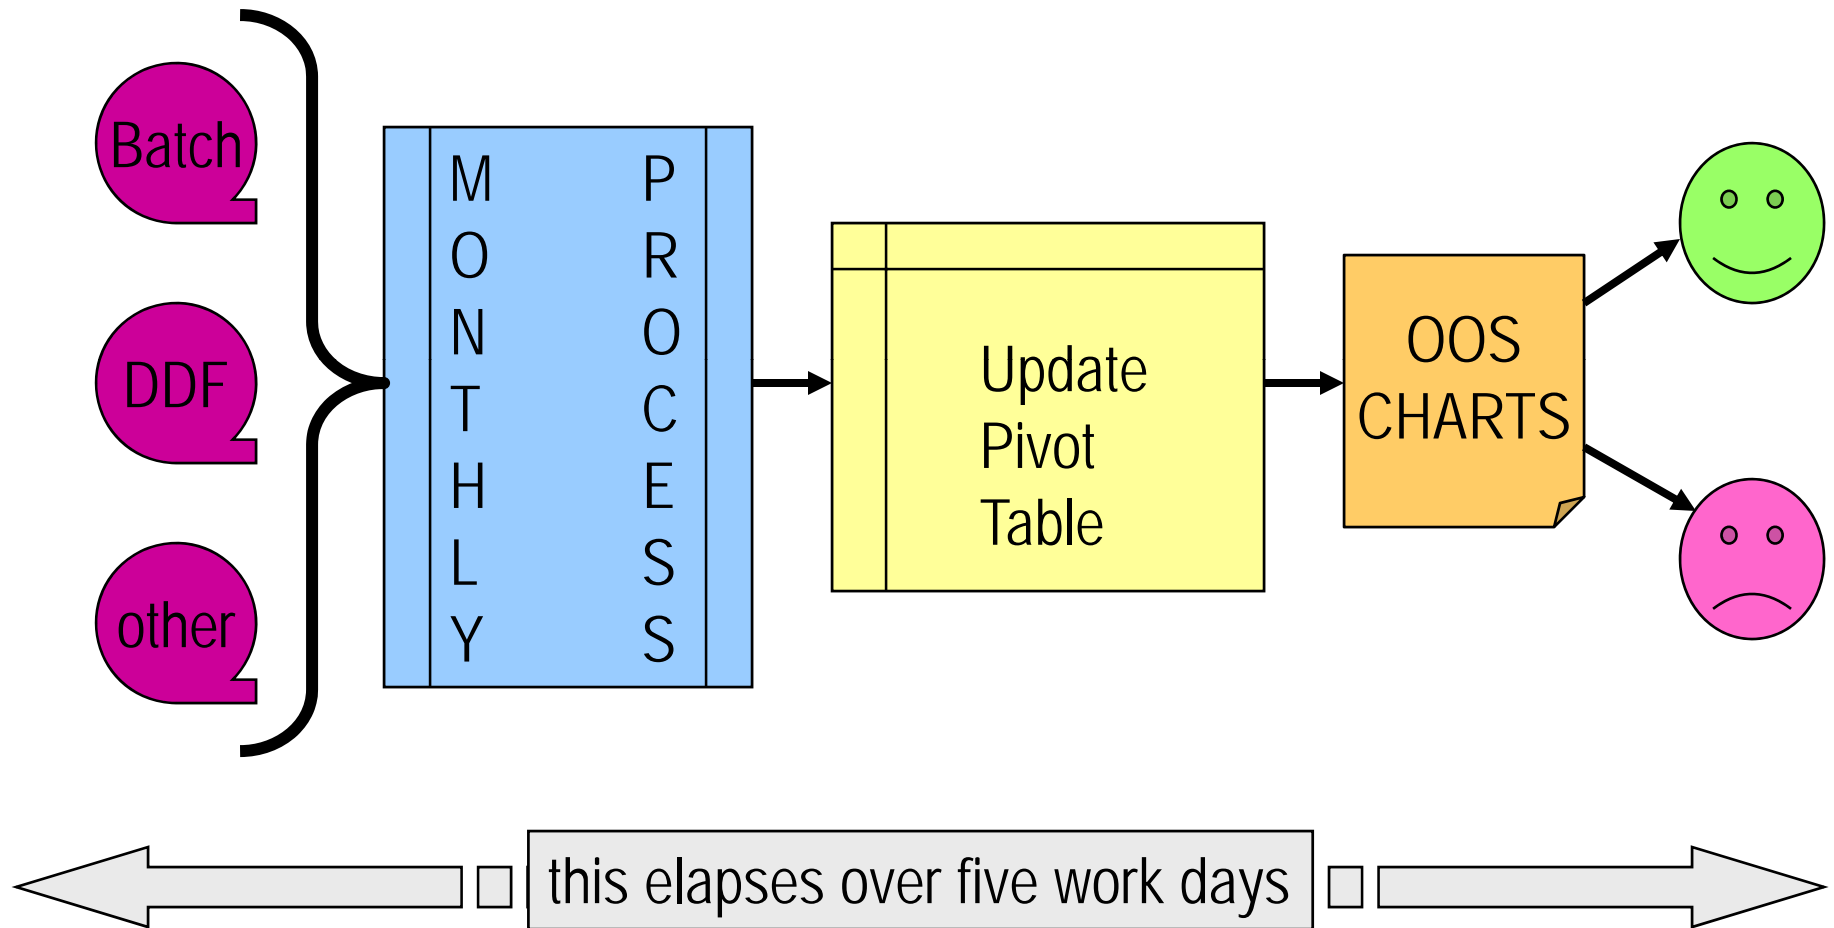 Batch
DDF
other
MONTHLY
PROCESS
Update
Pivot
Table
OOS
CHARTS
this elapses over five work days